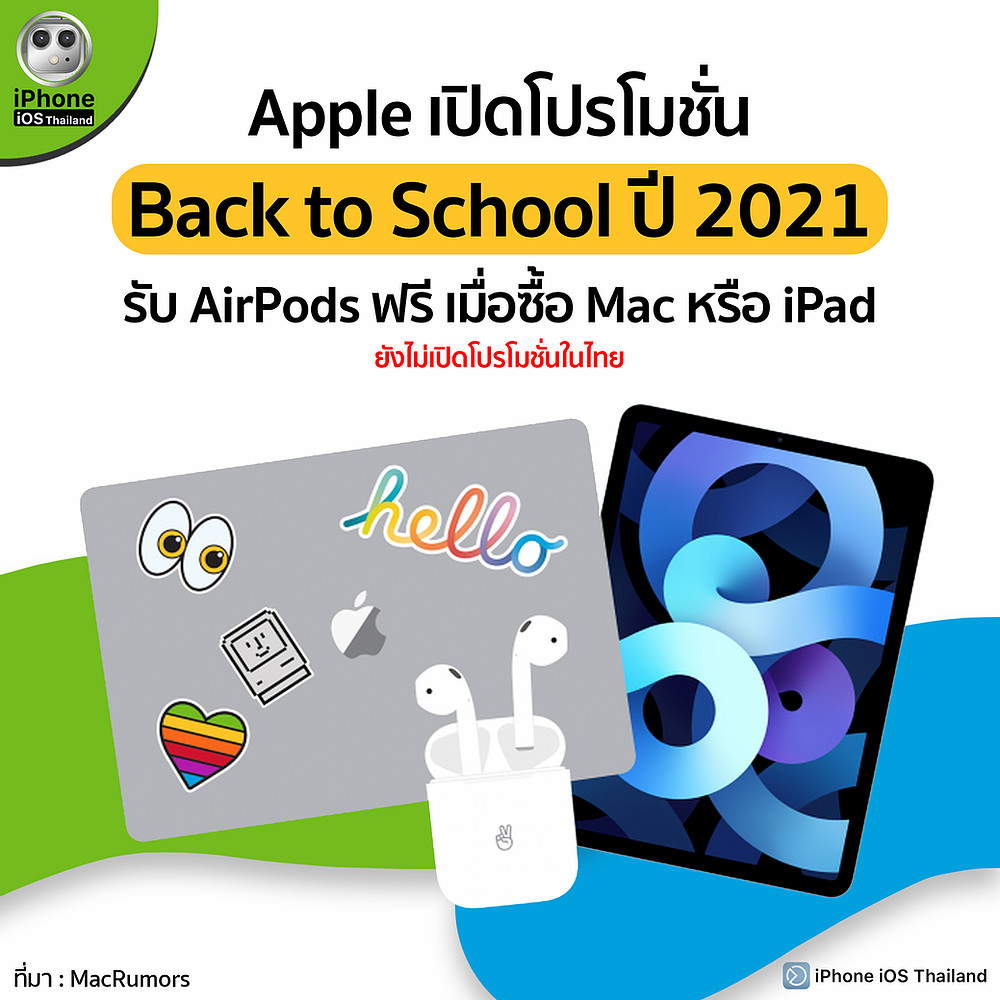 iPhone
iOS Thailand
Apple เปิดโปรโมชั่น
Back to School ปี 2021
รับ AirPods ฟรี เมื่อซื้อ Mac หรือ iPad
ยังไม่เปิดโปรโมชั่นในไทย
hello
ที่มา : MacRumors
iPhone iOS Thailand